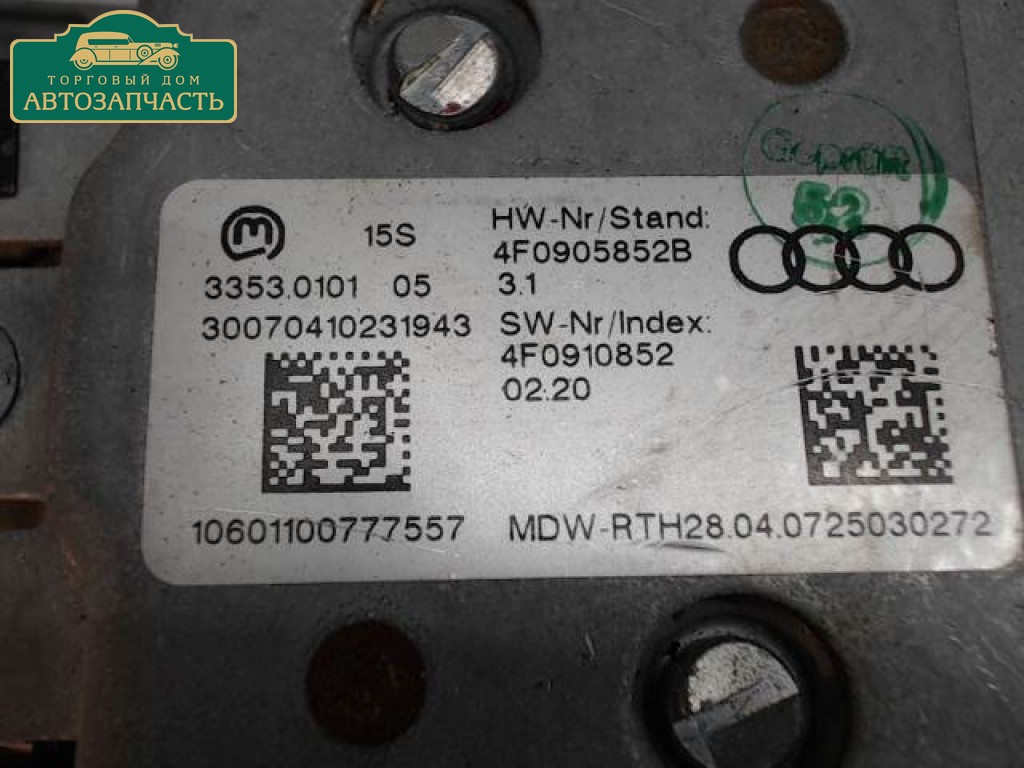 ТОРГОВЫЙ ДОМ
АВТОЗАПЧАСТЬ
15S
3353.0101 05
30070410231943
HW-Nr/Stand:
4F0905852B
3.1
SW-Nr/Index:
4F0910852
02.20
10601100777557
MDW-RTH28.04.0725030272
52